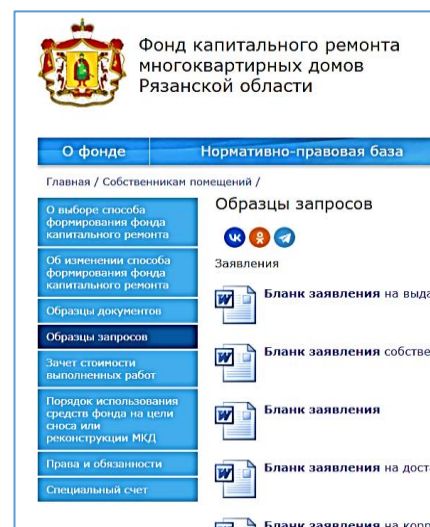 Фонд капитального ремонта
многоквартирных домов
Рязанской области
О фонде
Нормативно-правовая база
Главная / Собственникам помещений /
О выборе способа
формирования фонда
капитального ремонта
Об изменении способа
формирования фонда
капитального ремонта
Образцы документов
Образцы запросов
Зачет стоимости
выполненных работ
Порядок использования
средств фонда на цели
сноса или
реконструкции МКД
Права и обязанности
Специальный счет
Образцы запросов
Заявления
Бланк заявления на выда
Бланк заявления собстве
Бланк заявления
Бланк заявления на дост
Бланк заявления на корр